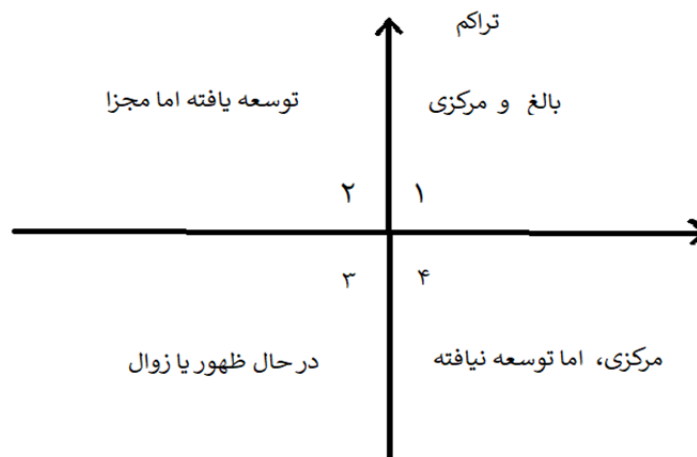 تراکم
بالغ و مرکزی
توسعه یافته اما مجزا
۱
۲
۳
۴
در حال ظهور یا زوال
مرکزی، اما توسعه نیافته